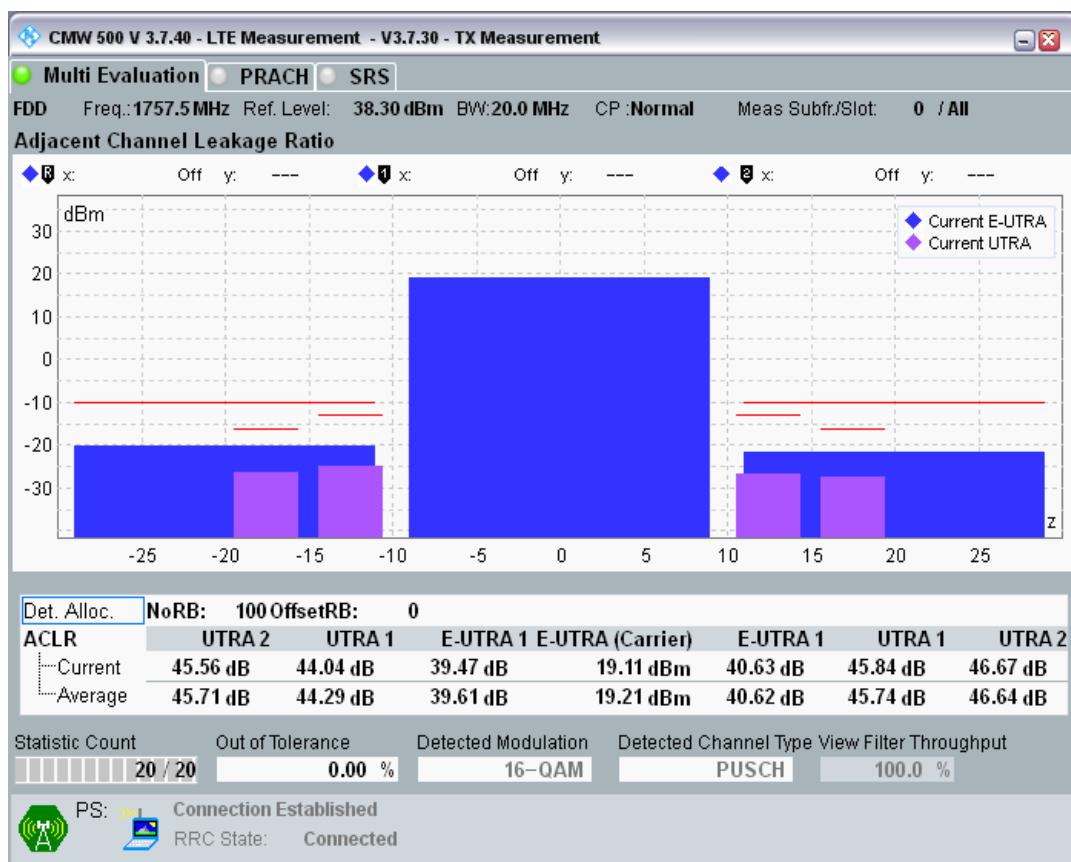 CMW 500 V 3.7.40 - LTE Measurement - V3.7.30 - TX Measurement
Multi Evaluation PRACH SRS
FDD Freq.: 1757.5 MHz Ref. Level: 38.30 dBm BW: 20.0 MHz CP : Normal Meas Subfr./Slot: 0 / All
Adjacent Channel Leakage Ratio
R x: Off y: --- 1 x: Off y: --- 2 x: Off y: ---
dBm
Current E-UTRA
Current UTRA
30
20
10
0
-10
-20
-30
z
-25 -20 -15 -10 -5 0 5 10 15 20 25
Det. Alloc. NoRB: 100 OffsetRB: 0
ACLR UTRA 2 UTRA 1 E-UTRA 1 E-UTRA (Carrier) E-UTRA 1 UTRA 1 UTRA 2
Current 45.56 dB 44.04 dB 39.47 dB 19.11 dBm 40.63 dB 45.84 dB 46.67 dB
Average 45.71 dB 44.29 dB 39.61 dB 19.21 dBm 40.62 dB 45.74 dB 46.64 dB
Statistic Count Out of Tolerance Detected Modulation Detected Channel Type View Filter Throughput
20 / 20 0.00 % 16-QAM PUSCH 100.0 %
PS: Connection Established
RRC State: Connected